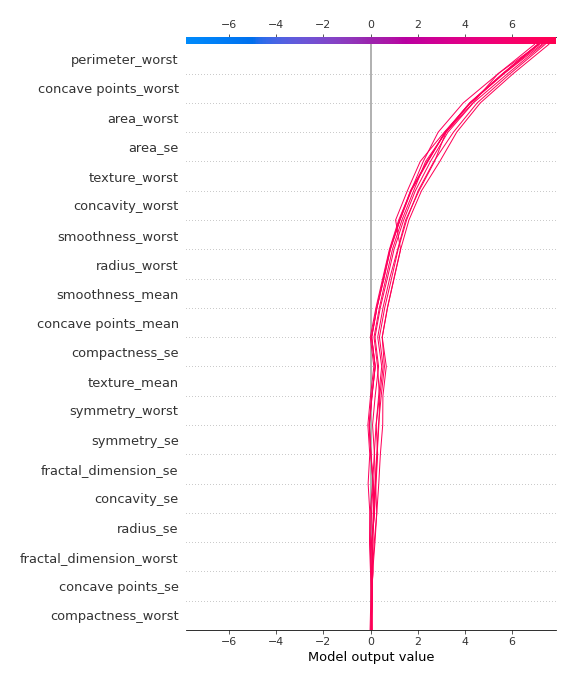 −6 −4 −2 0 2 4 6
perimeter_worst
concave points_worst
area_worst
area_se
texture_worst
concavity_worst
smoothness_worst
radius_worst
smoothness_mean
concave points_mean
compactness_se
texture_mean
symmetry_worst
symmetry_se
fractal_dimension_se
concavity_se
radius_se
fractal_dimension_worst
concave points_se
compactness_worst
−6 −4 −2 0 2 4 6
Model output value